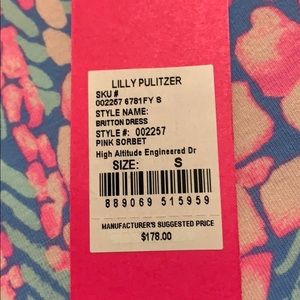 LILLY PULITZER
SKU #
002257 6781FY S
STYLE NAME:
BRITTON DRESS
STYLE #: 002257
PINK SORBET
High Altitude Engineered Dr
SIZE: S
889069 515959
MANUFACTURER'S SUGGESTED PRICE
$178.00